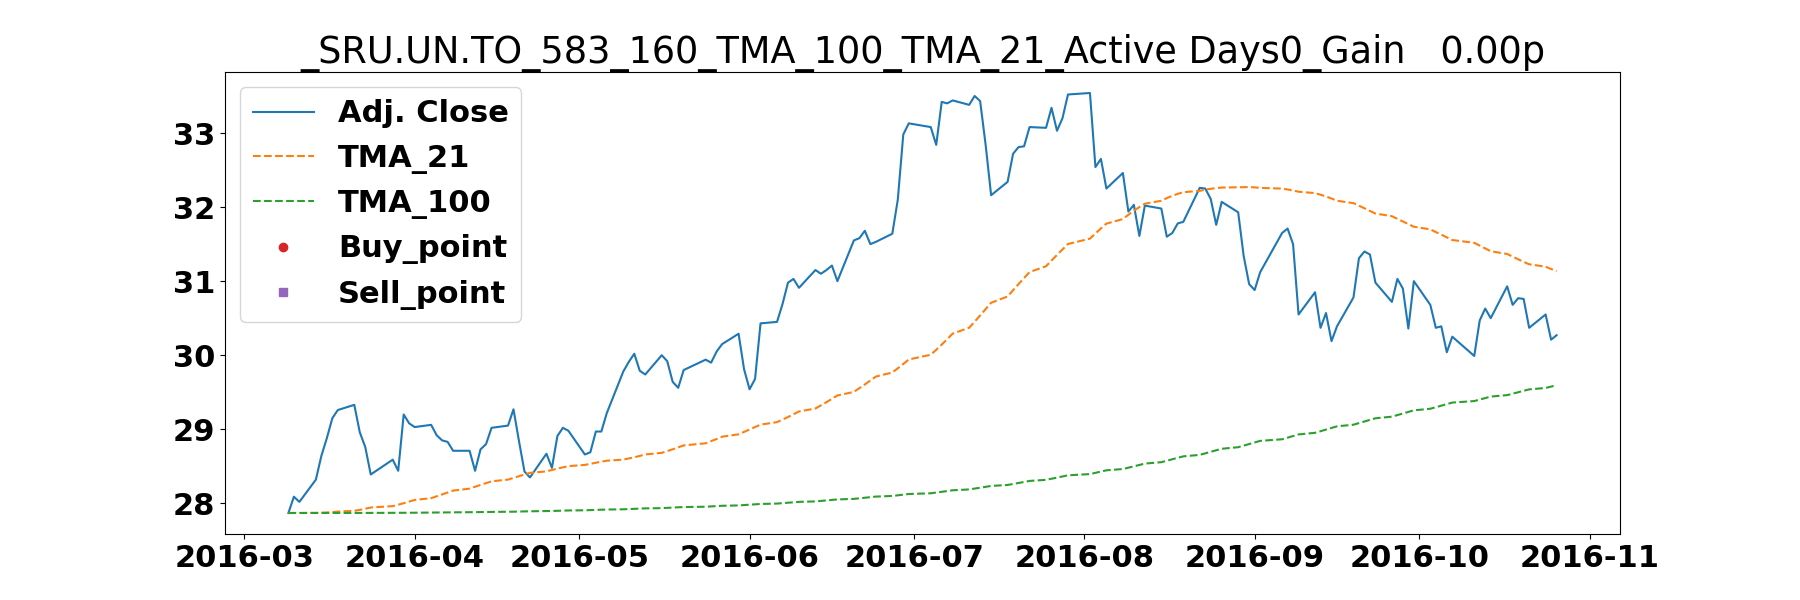 _SRU.UN.TO_583_160_TMA_100_TMA_21_Active Days0_Gain   0.00p
Adj. Close
TMA_21
TMA_100
Buy_point
Sell_point
33
32
31
30
29
28
2016-03 2016-04 2016-05 2016-06 2016-07 2016-08 2016-09 2016-10 2016-11